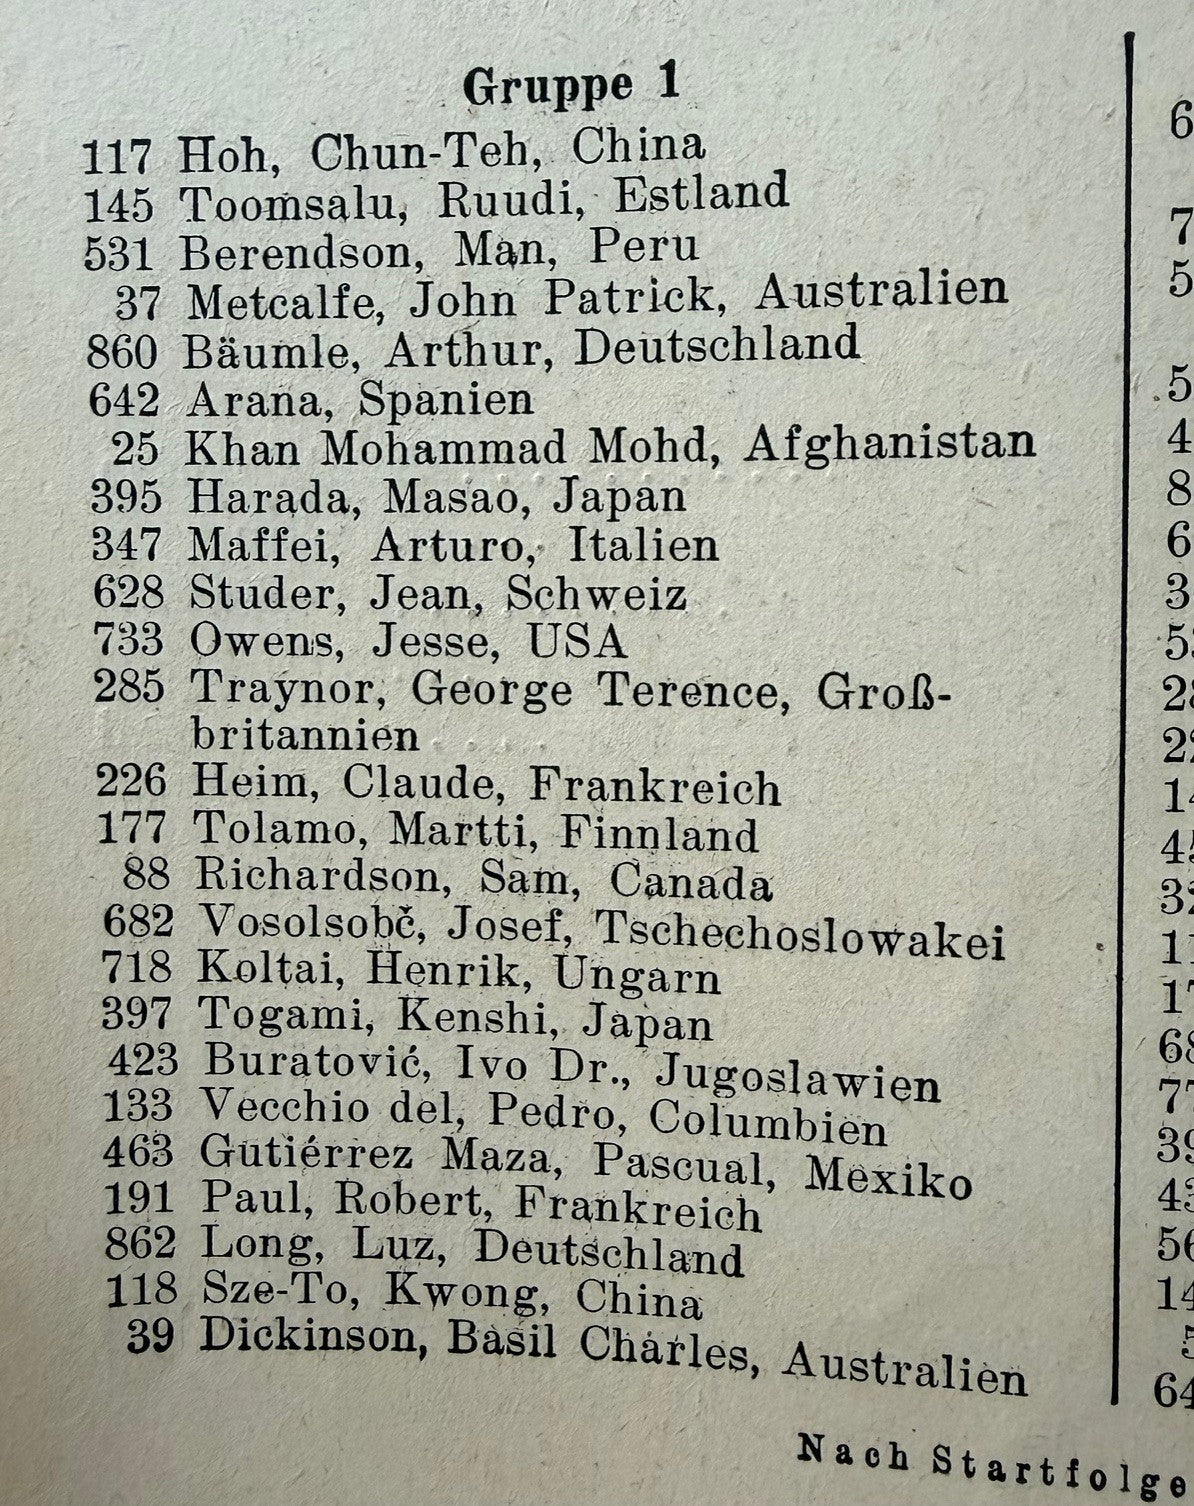 Gruppe 1
117 Hoh, Chun-Teh, China
145 Toomsalu, Ruudi, Estland
531 Berendson, Man, Peru
37 Metcalfe, John Patrick, Australien
860 Bäumle, Arthur, Deutschland
642 Arana, Spanien
25 Khan Mohammad Mohd, Afghanistan
395 Harada, Masao, Japan
347 Maffei, Arturo, Italien
628 Studer, Jean, Schweiz
733 Owens, Jesse, USA
285 Traynor, George Terence, Groß-
britannien
226 Heim, Claude, Frankreich
177 Tolamo, Martti, Finnland
88 Richardson, Sam, Canada
682 Vosolsobč, Josef, Tschechoslowakei
718 Koltai, Henrik, Ungarn
397 Togami, Kenshi, Japan
423 Buratović, Ivo Dr., Jugoslawien
133 Vecchio del, Pedro, Columbien
463 Gutiérrez Maza, Pascual, Mexiko
191 Paul, Robert, Frankreich
862 Long, Luz, Deutschland
118 Sze-To, Kwong, China
39 Dickinson, Basil Charles, Australien
Nach Startfolge